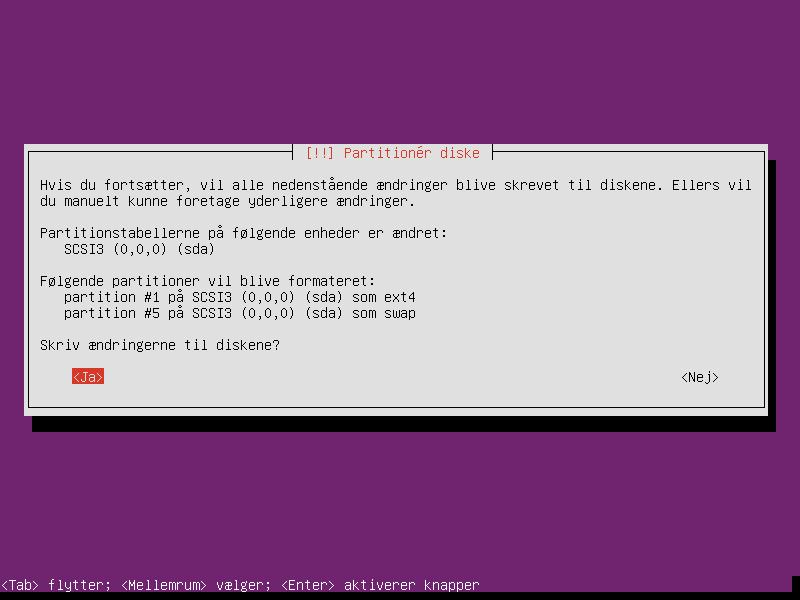 [!!] Partitionér diske
Hvis du fortsætter, vil alle nedenstående ændringer blive skrevet til diskene. Ellers vil
du manuelt kunne foretage yderligere ændringer.
Partitionstabellerne på følgende enheder er ændret:
SCSI3 (0,0,0) (sda)
Følgende partitioner vil blive formateret:
partition #1 på SCSI3 (0,0,0) (sda) som ext4
partition #5 på SCSI3 (0,0,0) (sda) som swap
Skriv ændringerne til diskene?
<Ja> <Nej>
<Tab> flytter; <Mellemrum> vælger; <Enter> aktiverer knapper